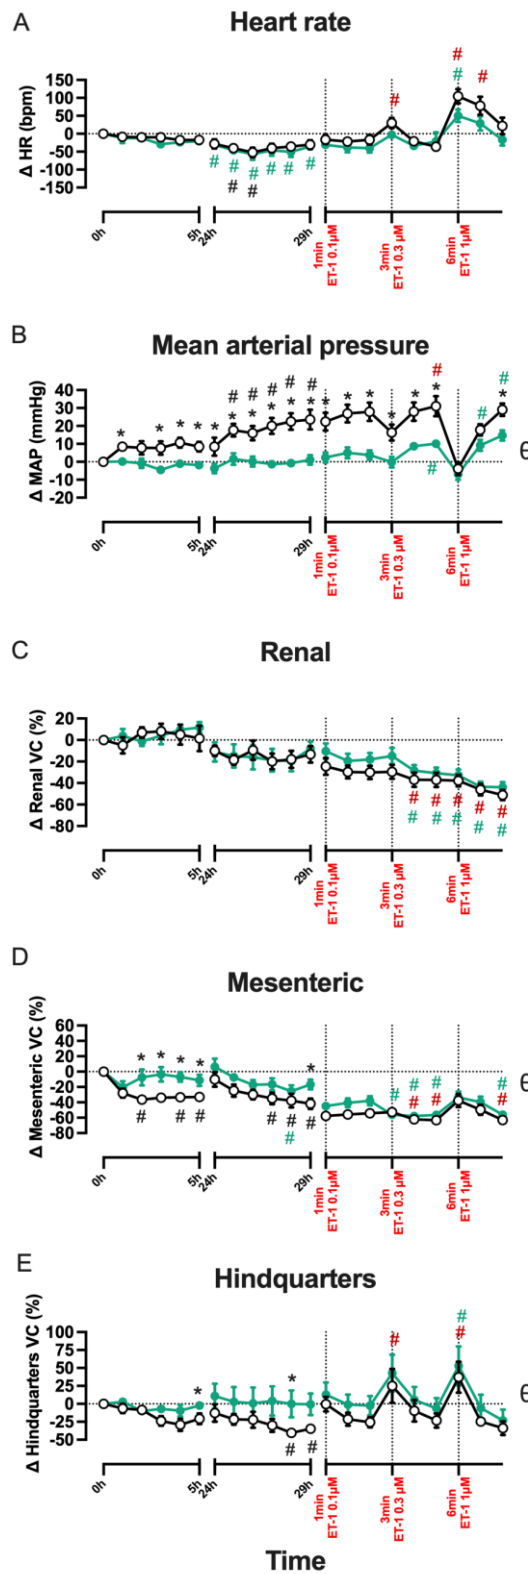 A
Heart rate
Δ HR (bpm)
150
100
50
0
-50
-100
-150
# #
#
# # # # # #
# #
0h
5h
24h
29h
1min
ET-1 0.1µM
3min
ET-1 0.3 µM
6min
ET-1 1µM
B
Mean arterial pressure
Δ MAP (mmHg)
40
30
20
10
0
-10
-20
# # # # # # #
* * * * * * * * * * * * * * * * *
# #
θ
0h
5h
24h
29h
1min
ET-1 0.1µM
3min
ET-1 0.3 µM
6min
ET-1 1µM
C
Renal
Δ Renal VC (%)
20
0
-20
-40
-60
-80
# # # # #
# # # # #
0h
5h
24h
29h
1min
ET-1 0.1µM
3min
ET-1 0.3 µM
6min
ET-1 1µM
D
Mesenteric
Δ Mesenteric VC (%)
60
40
20
0
-20
-40
-60
-80
* * * * *
# # # #
# #
# # # # # #
#
θ
0h
5h
24h
29h
1min
ET-1 0.1µM
3min
ET-1 0.3 µM
6min
ET-1 1µM
E
Hindquarters
Δ Hindquarters VC (%)
100
75
50
25
0
-25
-50
#
# #
* *
# #
θ
0h
5h
24h
29h
1min
ET-1 0.1µM
3min
ET-1 0.3 µM
6min
ET-1 1µM
Time